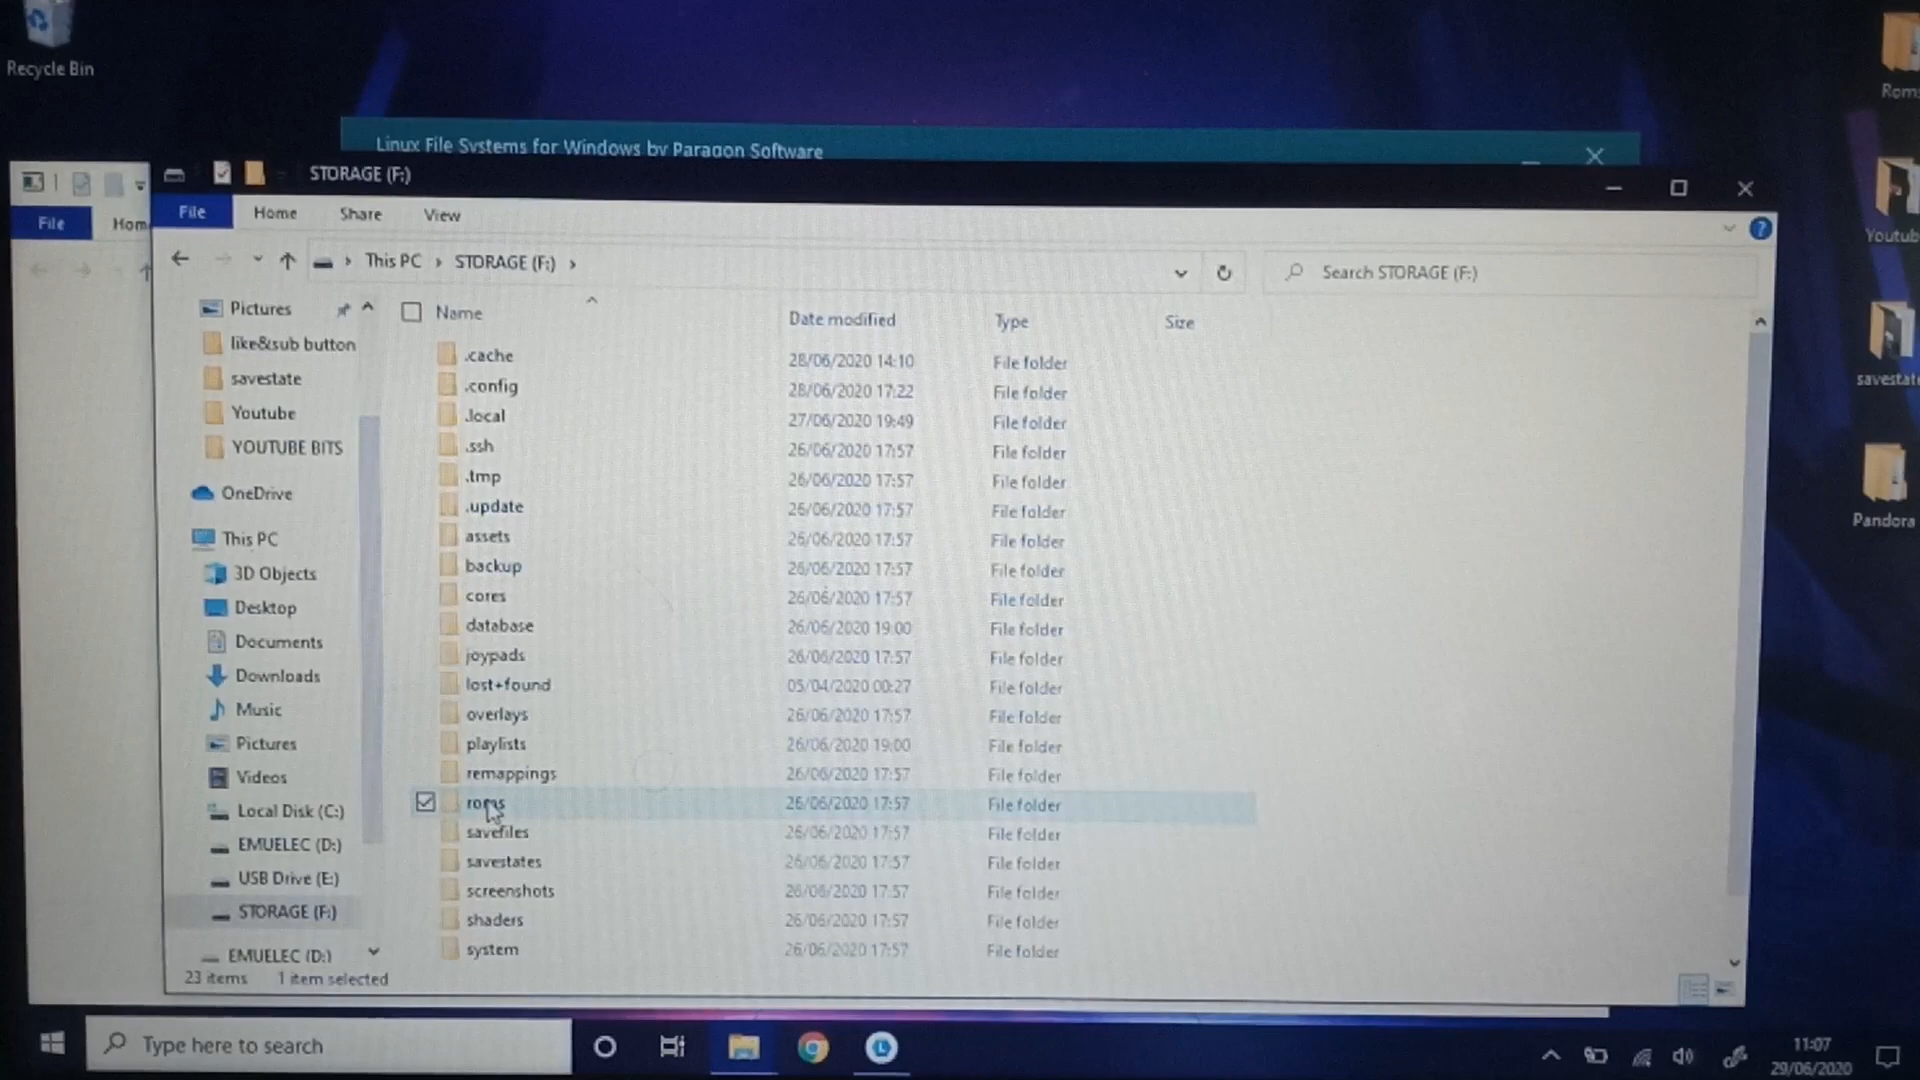 Recycle Bin
Roms
Youtub
savestate
Pandora
Linux File Systems for Windows by Paragon Software
STORAGE (F:)
File
Hom
File Home Share View
This PC › STORAGE (F:) ›
Search STORAGE (F:)
Pictures
like&sub button
savestate
Youtube
YOUTUBE BITS
OneDrive
This PC
3D Objects
Desktop
Documents
Downloads
Music
Pictures
Videos
Local Disk (C:)
EMUELEC (D:)
USB Drive (E:)
STORAGE (F:)
EMUELEC (D:)
Name Date modified Type Size
.cache 28/06/2020 14:10 File folder
.config 28/06/2020 17:22 File folder
.local 27/06/2020 19:49 File folder
.ssh 26/06/2020 17:57 File folder
.tmp 26/06/2020 17:57 File folder
.update 26/06/2020 17:57 File folder
assets 26/06/2020 17:57 File folder
backup 26/06/2020 17:57 File folder
cores 26/06/2020 17:57 File folder
database 26/06/2020 19:00 File folder
joypads 26/06/2020 17:57 File folder
lost+found 05/04/2020 00:27 File folder
overlays 26/06/2020 17:57 File folder
playlists 26/06/2020 19:00 File folder
remappings 26/06/2020 17:57 File folder
roms 26/06/2020 17:57 File folder
savefiles 26/06/2020 17:57 File folder
savestates 26/06/2020 17:57 File folder
screenshots 26/06/2020 17:57 File folder
shaders 26/06/2020 17:57 File folder
system 26/06/2020 17:57 File folder
23 items 1 item selected
Type here to search
11:07
29/06/2020